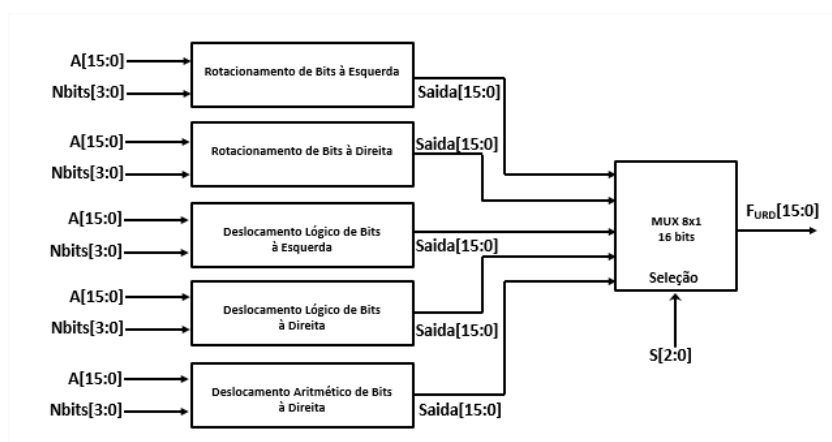 A[15:0]
Nbits[3:0]
Rotacionamento de Bits à Esquerda
Saida[15:0]
A[15:0]
Nbits[3:0]
Rotacionamento de Bits à Direita
Saida[15:0]
A[15:0]
Nbits[3:0]
Deslocamento Lógico de Bits
à Esquerda
Saida[15:0]
A[15:0]
Nbits[3:0]
Deslocamento Lógico de Bits
à Direita
Saida[15:0]
A[15:0]
Nbits[3:0]
Deslocamento Aritmético de Bits
à Direita
Saida[15:0]
MUX 8x1
16 bits
Seleção
S[2:0]
FURD[15:0]